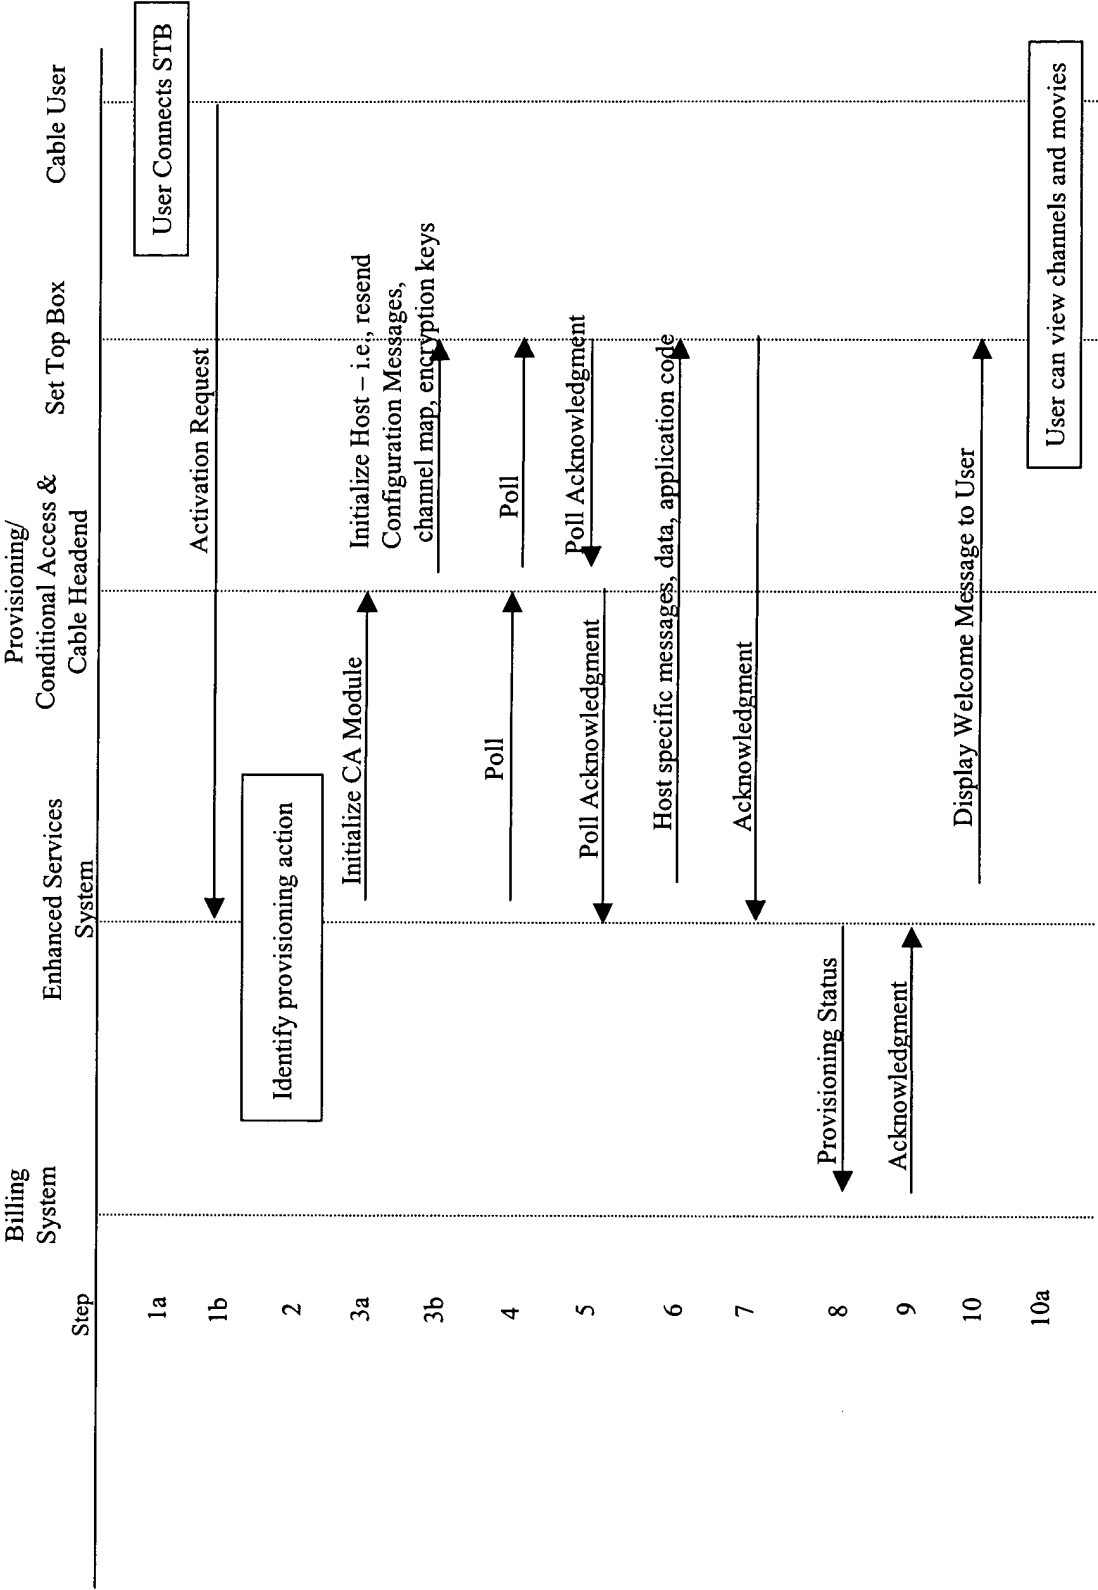 Step
Billing
System
Enhanced Services
System
Provisioning/
Conditional Access &
Cable Headend
Set Top Box
Cable User
1a
User Connects STB
1b
Activation Request
2
Identify provisioning action
3a
Initialize CA Module
Initialize Host – i.e., resend
Configuration Messages,
channel map, encryption keys
3b
4
Poll
Poll
5
Poll Acknowledgment
Poll Acknowledgment
6
Host specific messages, data, application code
7
Acknowledgment
8
Provisioning Status
9
Acknowledgment
10
Display Welcome Message to User
10a
User can view channels and movies